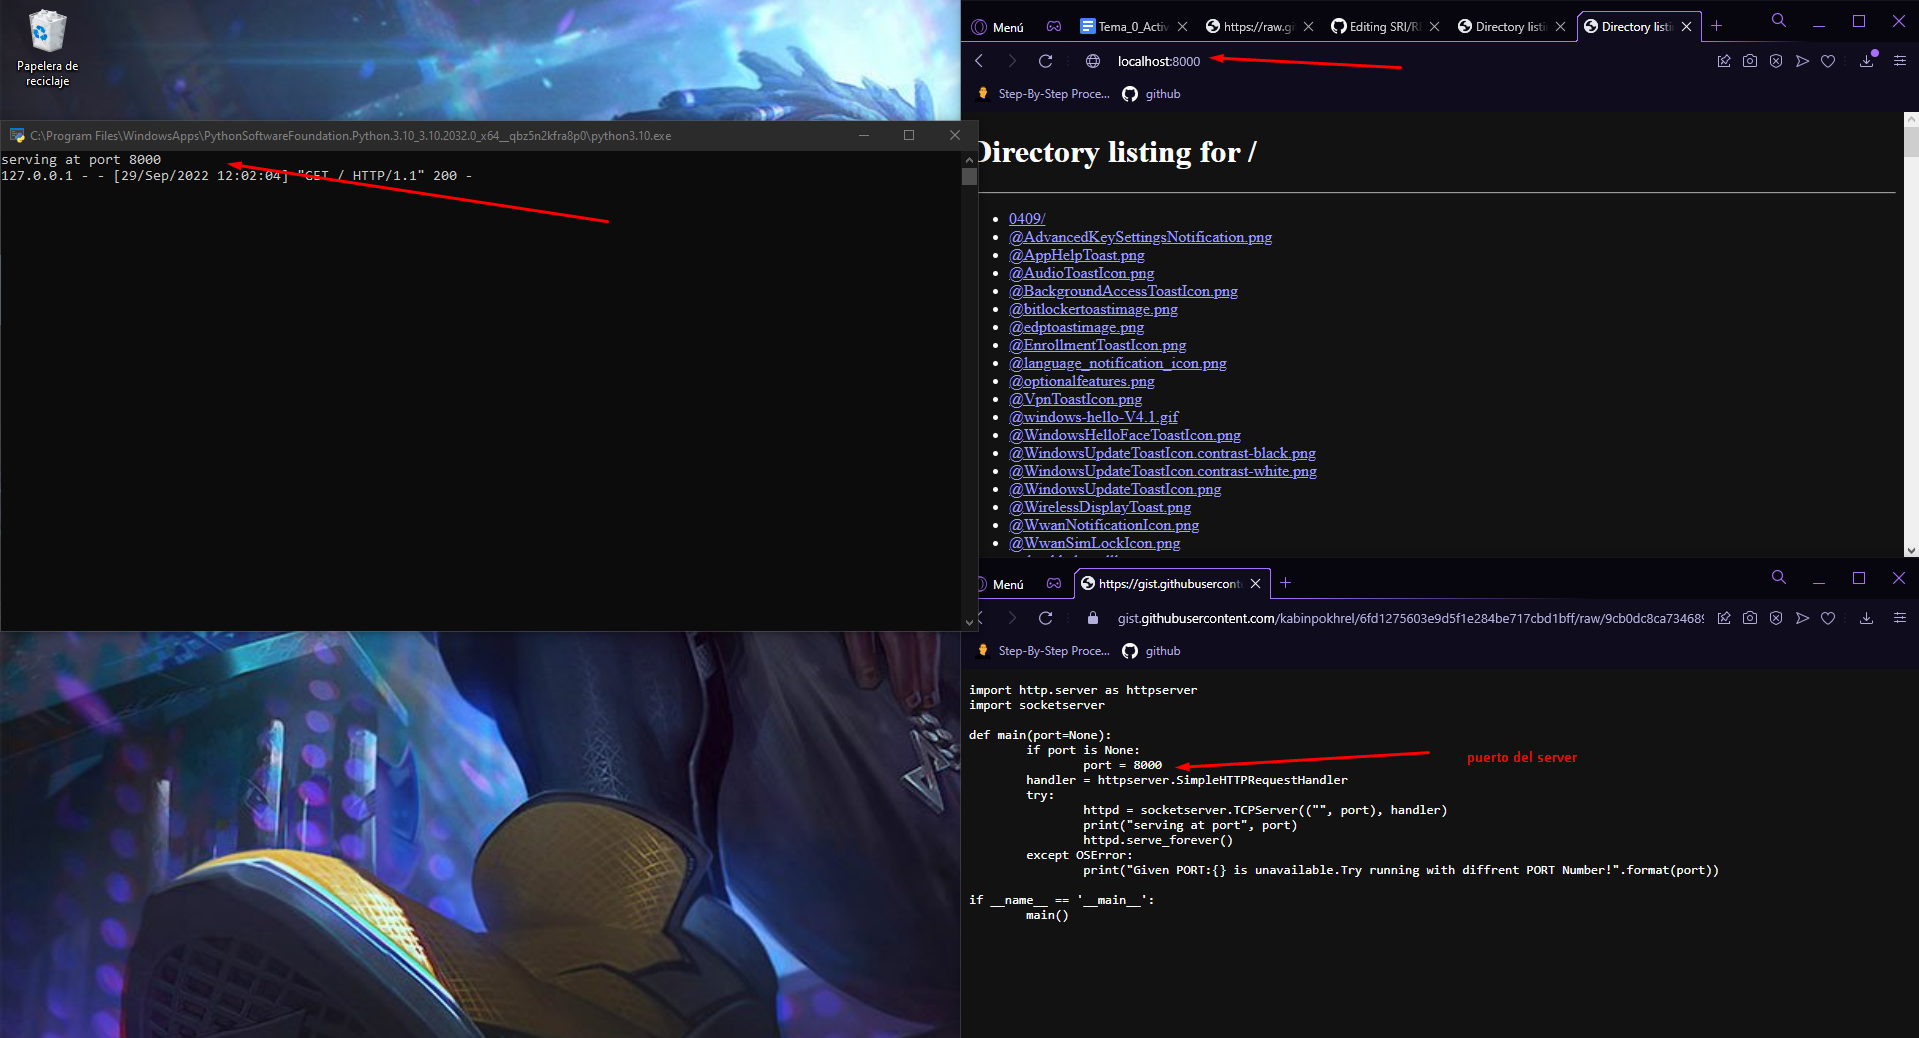 Papelera de
reciclaje
C:\Program Files\WindowsApps\PythonSoftwareFoundation.Python.3.10_3.10.2032.0_x64__qbz5n2kfra8p0\python3.10.exe
serving at port 8000
127.0.0.1 - - [29/Sep/2022 12:02:04] "GET / HTTP/1.1" 200 -
Menú
Tema_0_Activ
https://raw.gi
Editing SRI/RE
Directory listin
Directory listin
localhost:8000
Step-By-Step Proce...
github
Directory listing for /
0409/
@AdvancedKeySettingsNotification.png
@AppHelpToast.png
@AudioToastIcon.png
@BackgroundAccessToastIcon.png
@bitlockertoastimage.png
@edptoastimage.png
@EnrollmentToastIcon.png
@language_notification_icon.png
@optionalfeatures.png
@VpnToastIcon.png
@windows-hello-V4.1.gif
@WindowsHelloFaceToastIcon.png
@WindowsUpdateToastIcon.contrast-black.png
@WindowsUpdateToastIcon.contrast-white.png
@WindowsUpdateToastIcon.png
@WirelessDisplayToast.png
@WwanNotificationIcon.png
@WwanSimLockIcon.png
Menú
https://gist.githubusercont
gist.githubusercontent.com/kabinpokhrel/6fd1275603e9d5f1e284be717cbd1bff/raw/9cb0dc8ca734689
Step-By-Step Proce...
github
import http.server as httpserver
import socketserver
def main(port=None):
if port is None:
port = 8000
puerto del server
handler = httpserver.SimpleHTTPRequestHandler
try:
httpd = socketserver.TCPServer(("", port), handler)
print("serving at port", port)
httpd.serve_forever()
except OSError:
print("Given PORT:{} is unavailable.Try running with diffrent PORT Number!".format(port))
if __name__ == '__main__':
main()